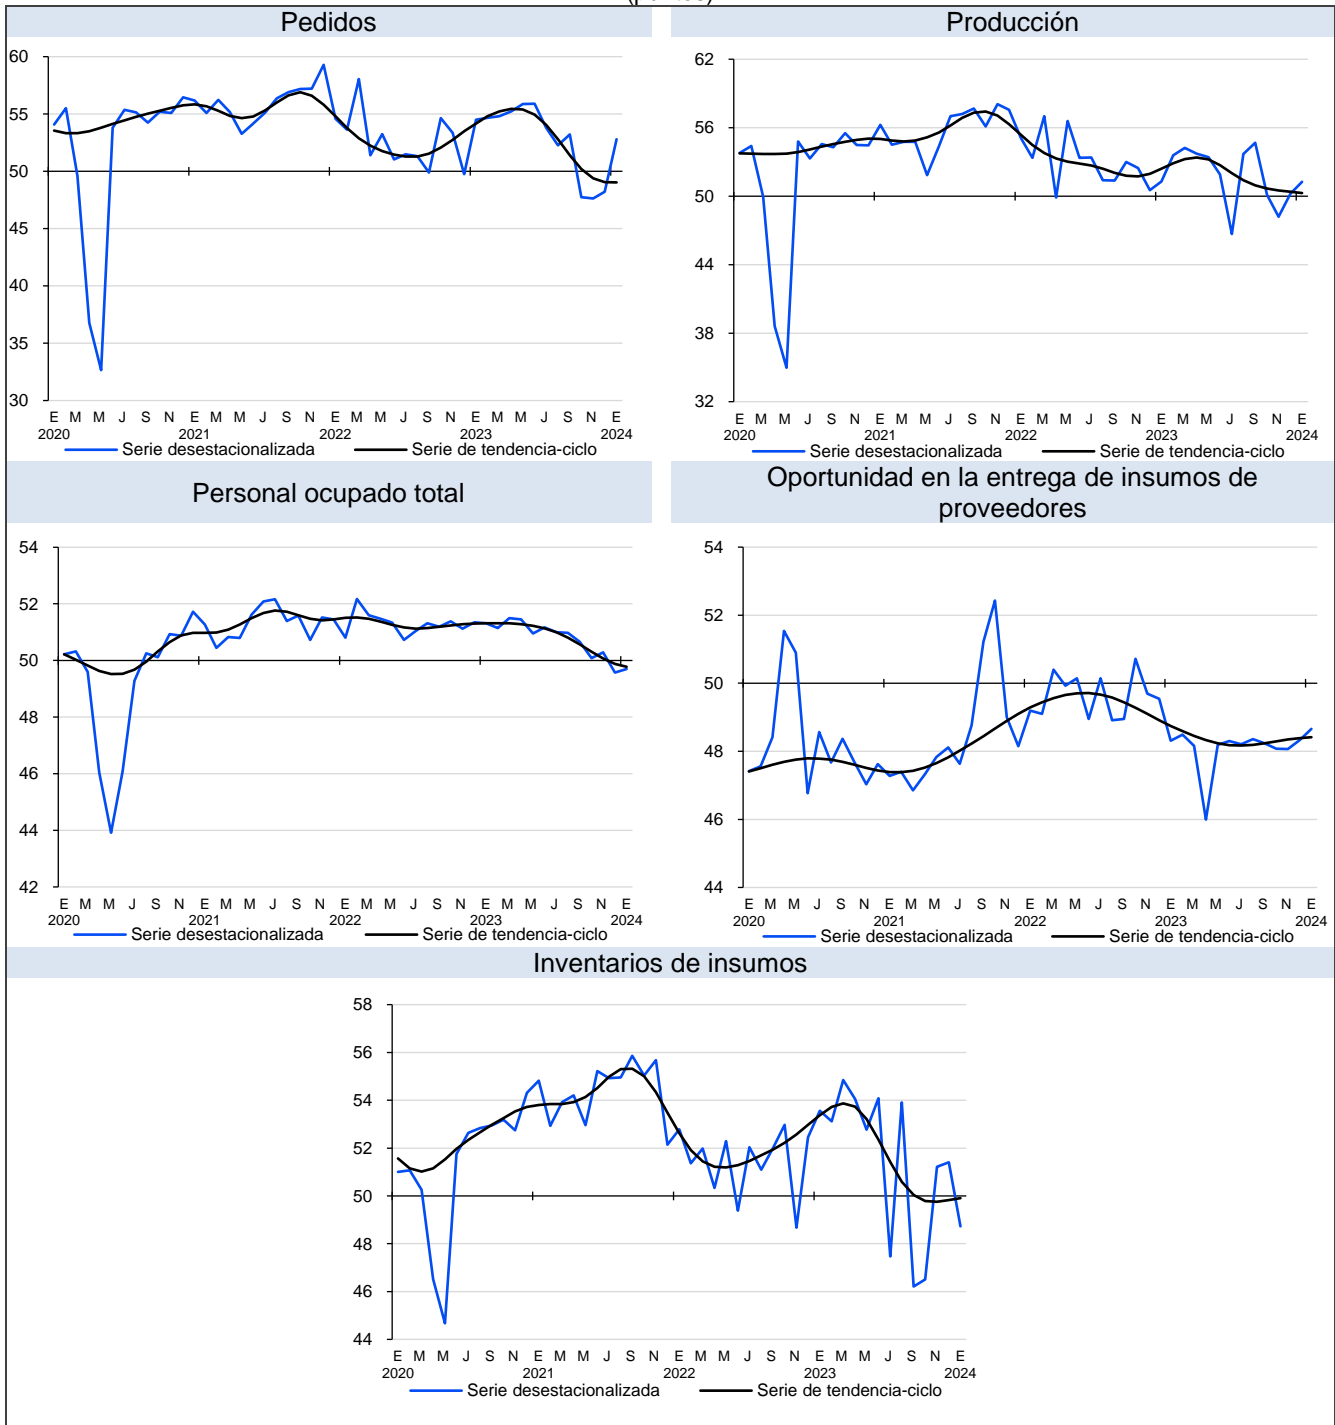 (puntos)
Pedidos
Producción
60
55
50
45
40
35
30
E M M J S N E M M J S N E M M J S N E M M J S N E
2020 2021 2022 2023 2024
Serie desestacionalizada Serie de tendencia-ciclo
62
56
50
44
38
32
E M M J S N E M M J S N E M M J S N E M M J S N E
2020 2021 2022 2023 2024
Serie desestacionalizada Serie de tendencia-ciclo
Personal ocupado total
Oportunidad en la entrega de insumos de
proveedores
54
52
50
48
46
44
42
E M M J S N E M M J S N E M M J S N E M M J S N E
2020 2021 2022 2023 2024
Serie desestacionalizada Serie de tendencia-ciclo
54
52
50
48
46
44
E M M J S N E M M J S N E M M J S N E M M J S N E
2020 2021 2022 2023 2024
Serie desestacionalizada Serie de tendencia-ciclo
Inventarios de insumos
58
56
54
52
50
48
46
44
E M M J S N E M M J S N E M M J S N E M M J S N E
2020 2021 2022 2023 2024
Serie desestacionalizada Serie de tendencia-ciclo